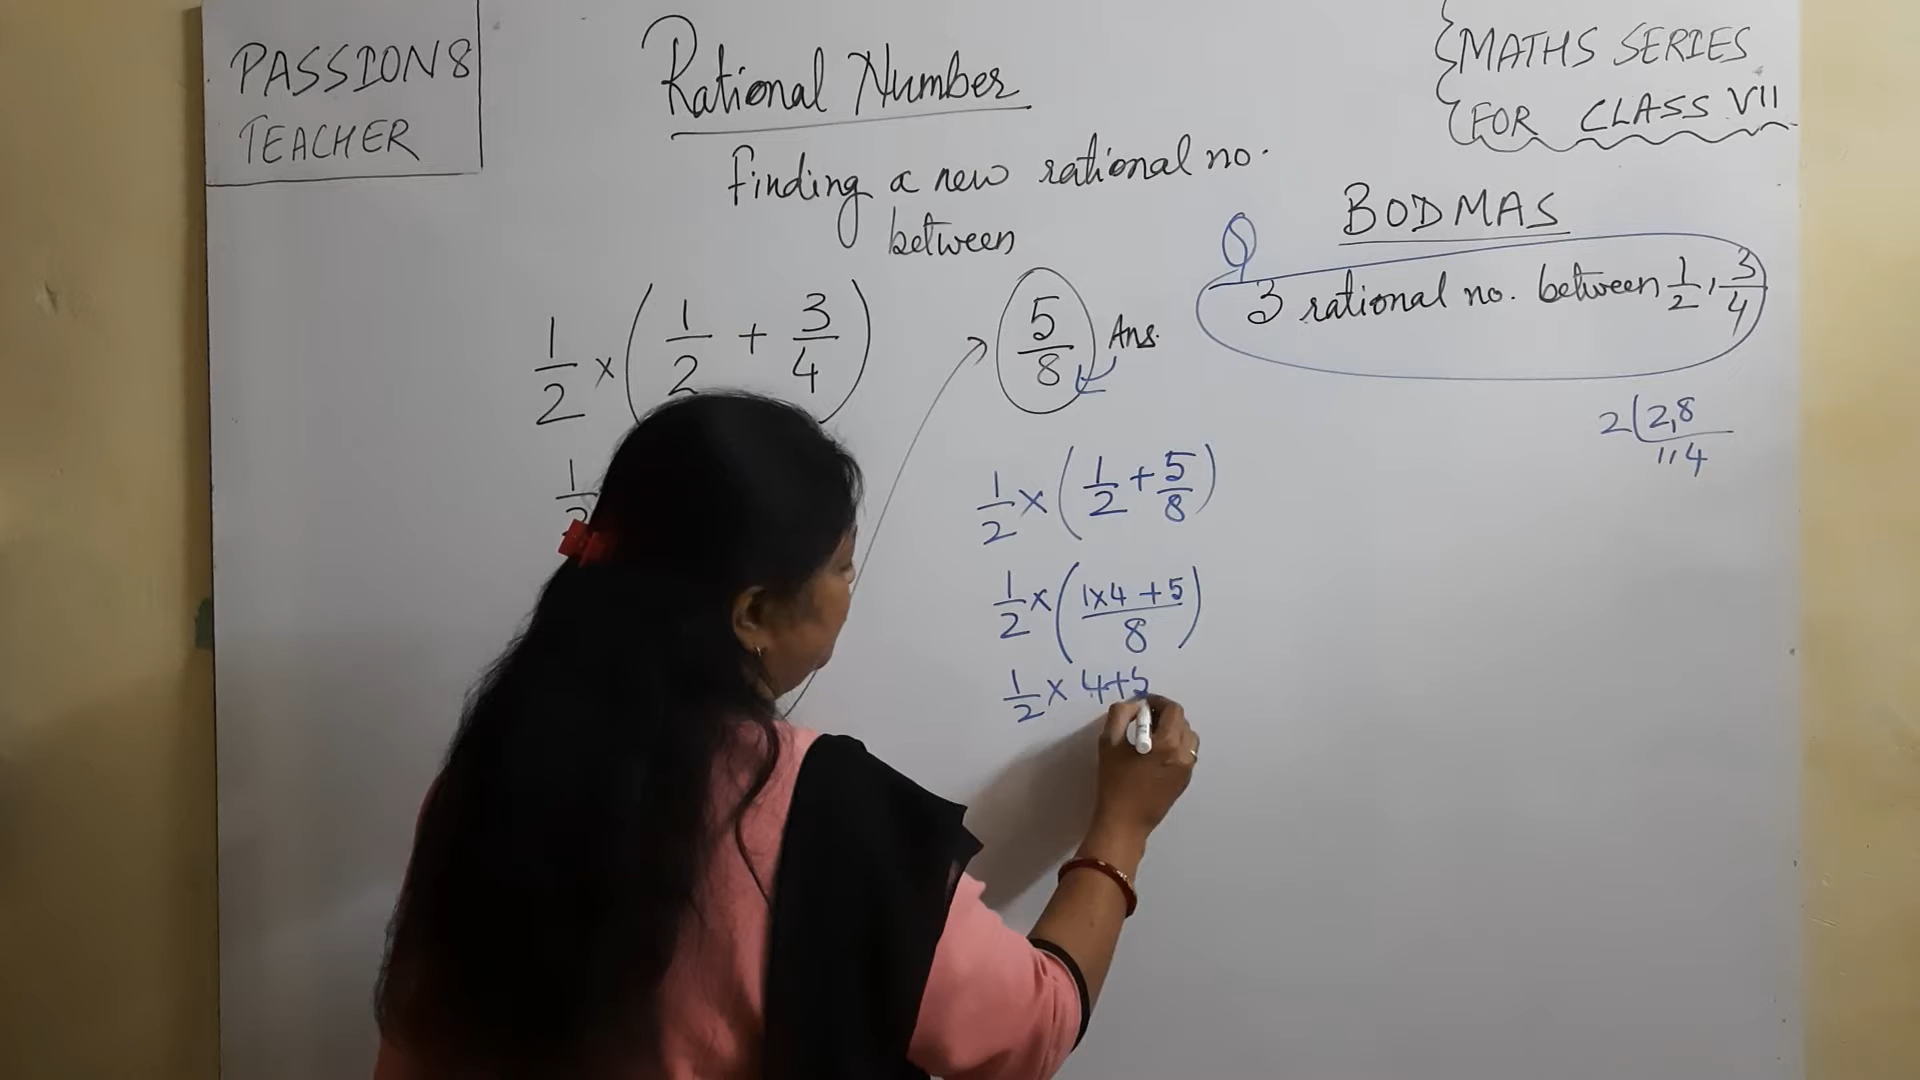 PASSION8
TEACHER
Rational Number
finding a new rational no.
between
{MATHS SERIES
FOR CLASS VII
BODMAS
Q
3 rational no. between 1/2, 3/4
1/2 × (1/2 + 3/4)
5/8 Ans.
2(2,8
1,4
1/2 × (1/2 + 5/8)
1/2 × (1×4+5/8)
1/2 × 4+5